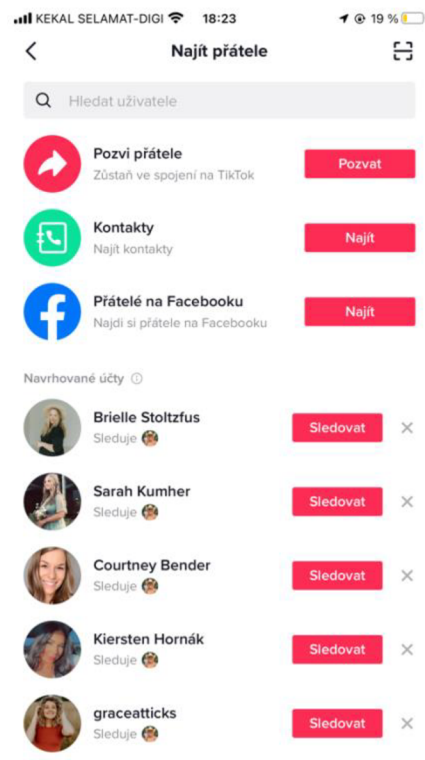 KEKAL SELAMAT-DIGI 18:23 19 %
Najít přátele
Hledat uživatele
Pozvi přátele
Zůstaň ve spojení na TikTok
Pozvat
Kontakty
Najít kontakty
Najít
Přátelé na Facebooku
Najdi si přátele na Facebooku
Najít
Navrhované účty
Brielle Stoltzfus
Sleduje
Sledovat
Sarah Kumher
Sleduje
Sledovat
Courtney Bender
Sleduje
Sledovat
Kiersten Hornák
Sleduje
Sledovat
graceatticks
Sleduje
Sledovat